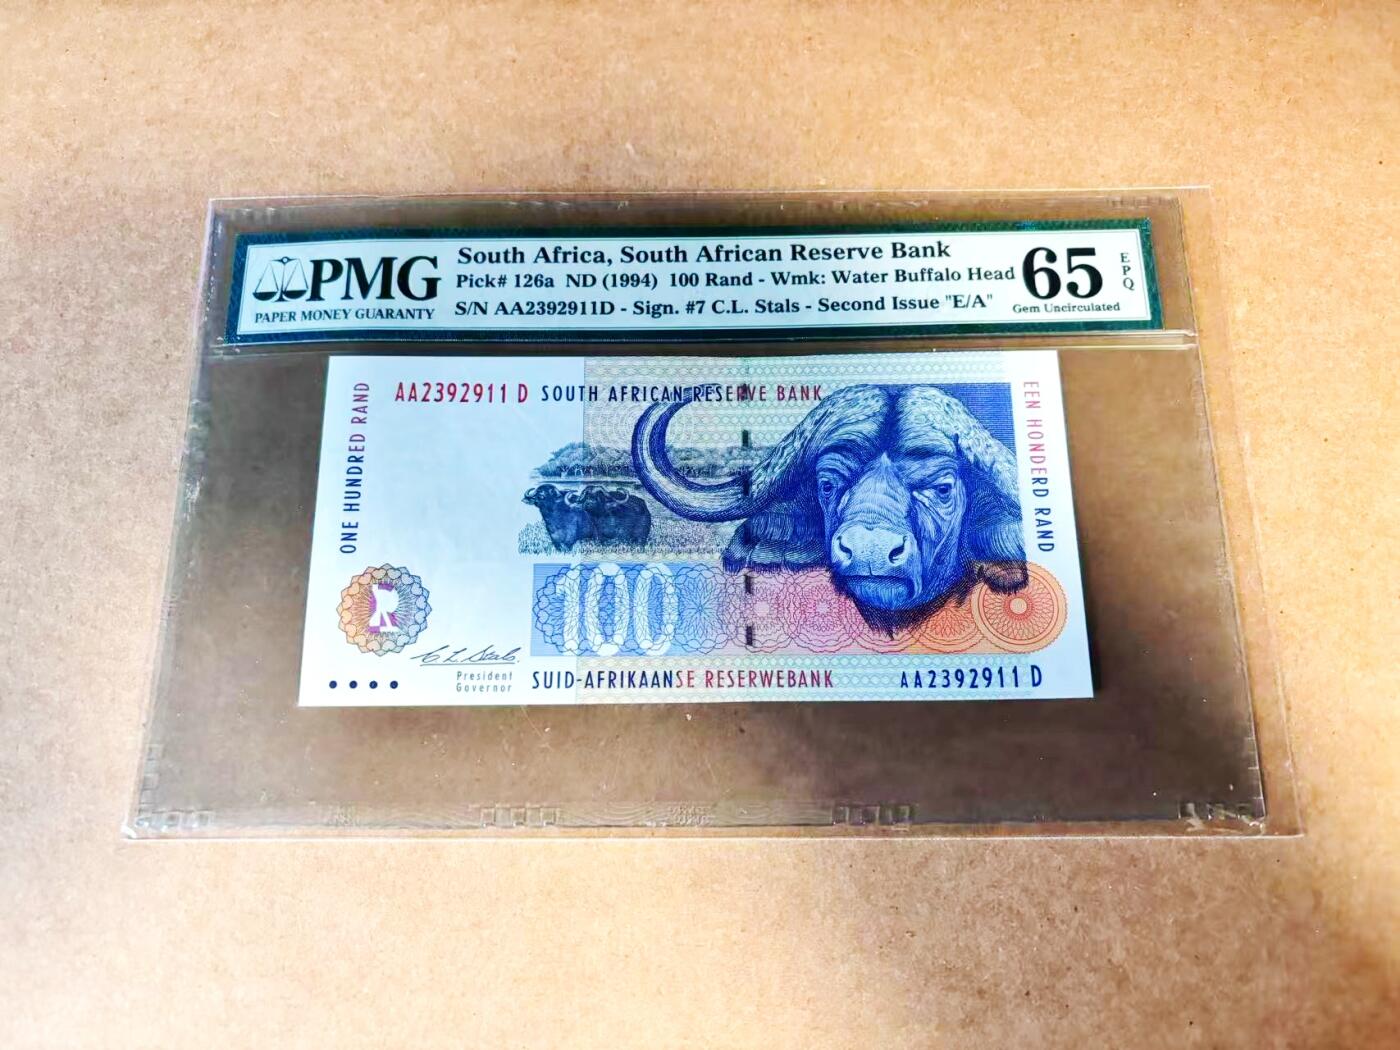 PMG
PAPER MONEY GUARANTY
South Africa, South African Reserve Bank
Pick# 126a ND (1994) 100 Rand - Wmk: Water Buffalo Head
S/N AA2392911D - Sign. #7 C.L. Stals - Second Issue "E/A"
65
EPQ
Gem Uncirculated
ONE HUNDRED RAND
AA2392911 D
SOUTH AFRICAN RESERVE BANK
EEN HONDERD RAND
R
100
C L Stals.
President
Governor
SUID-AFRIKAANSE RESERWEBANK
AA2392911 D